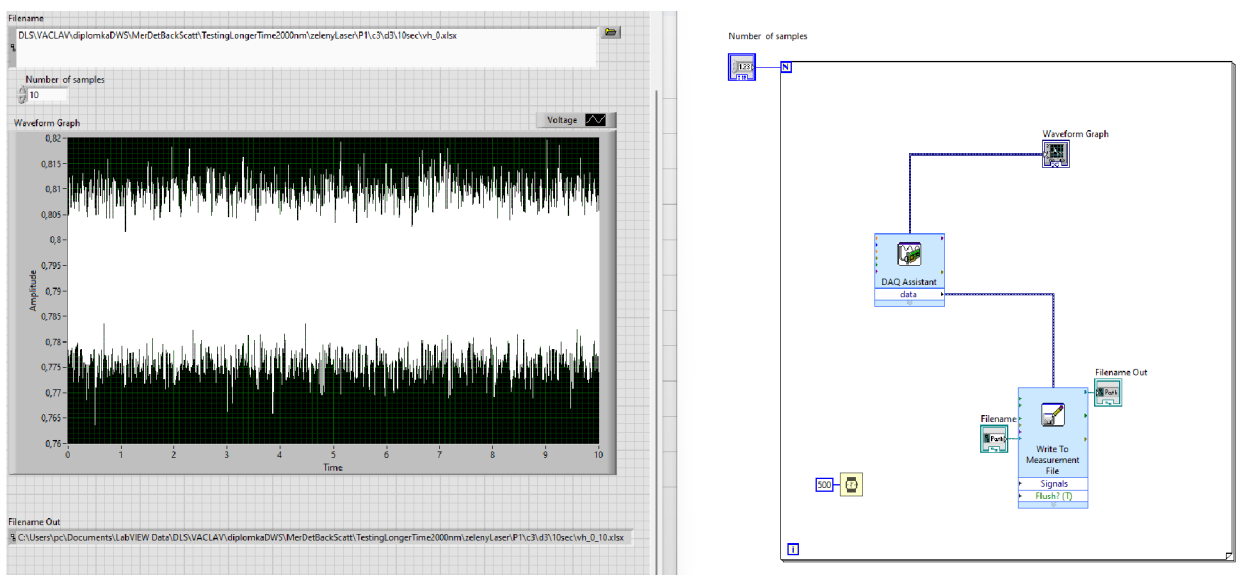 Filename
DLS\VACLAV\diplomkaDWS\MerDetBackScatt\TestingLongerTime2000nm\zelenyLaser\P1\c3\d3\10sec\vh_0.xlsx
Number of samples
10
Waveform Graph
Voltage
0,82
0,815
0,81
0,805
0,8
0,795
0,79
0,785
0,78
0,775
0,77
0,765
0,76
Amplitude
0 1 2 3 4 5 6 7 8 9 10
Time
Filename Out
C:\Users\pc\Documents\LabVIEW Data\DLS\VACLAV\diplomkaDWS\MerDetBackScatt\TestingLongerTime2000nm\zelenyLaser\P1\c3\d3\10sec\vh_0_10.xlsx
Number of samples
1.23
N
Waveform Graph
DAQ Assistant
data
Filename Out
Path
Filename
Path
Write To
Measurement
File
Signals
Flush? (T)
500
i